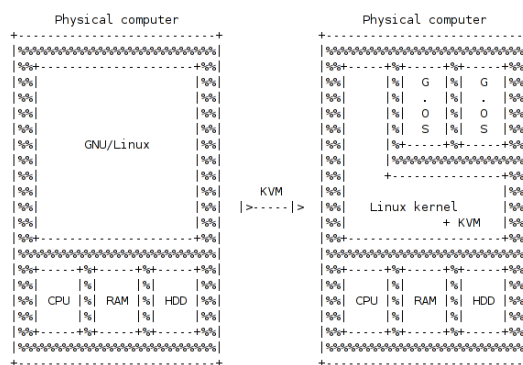 Physical computer
GNU/Linux
CPU
RAM
HDD
KVM
Physical computer
G
.
O
S
G
.
O
S
Linux kernel
+ KVM
CPU
RAM
HDD